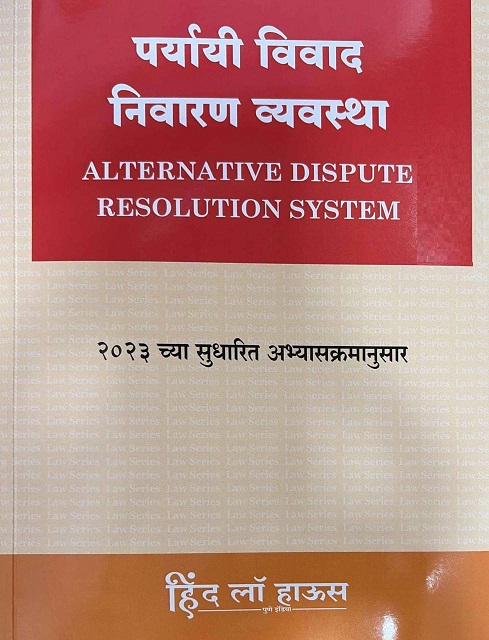 पर्यायी विवाद
निवारण व्यवस्था
ALTERNATIVE DISPUTE
RESOLUTION SYSTEM
२०२३ च्या सुधारित अभ्यासक्रमानुसार
हिंद लॉ हाऊस
पुणे इंडिया